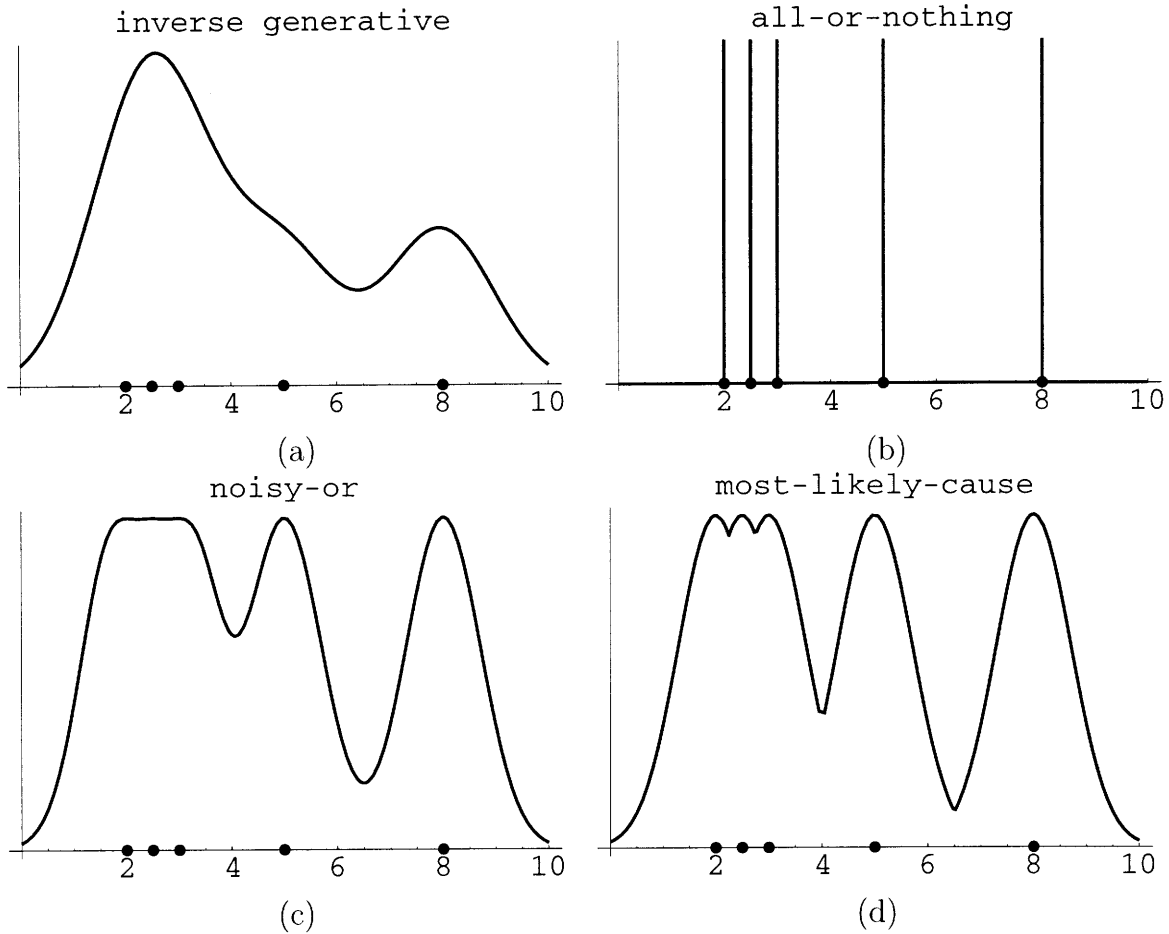 inverse generative
all-or-nothing
2 4 6 8 10
2 4 6 8 10
(a)
(b)
noisy-or
most-likely-cause
2 4 6 8 10
2 4 6 8 10
(c)
(d)